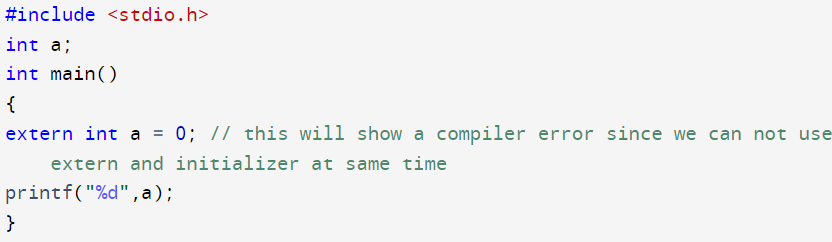 #include <stdio.h>
int a;
int main()
{
extern int a = 0; // this will show a compiler error since we can not use
extern and initializer at same time
printf("%d",a);
}